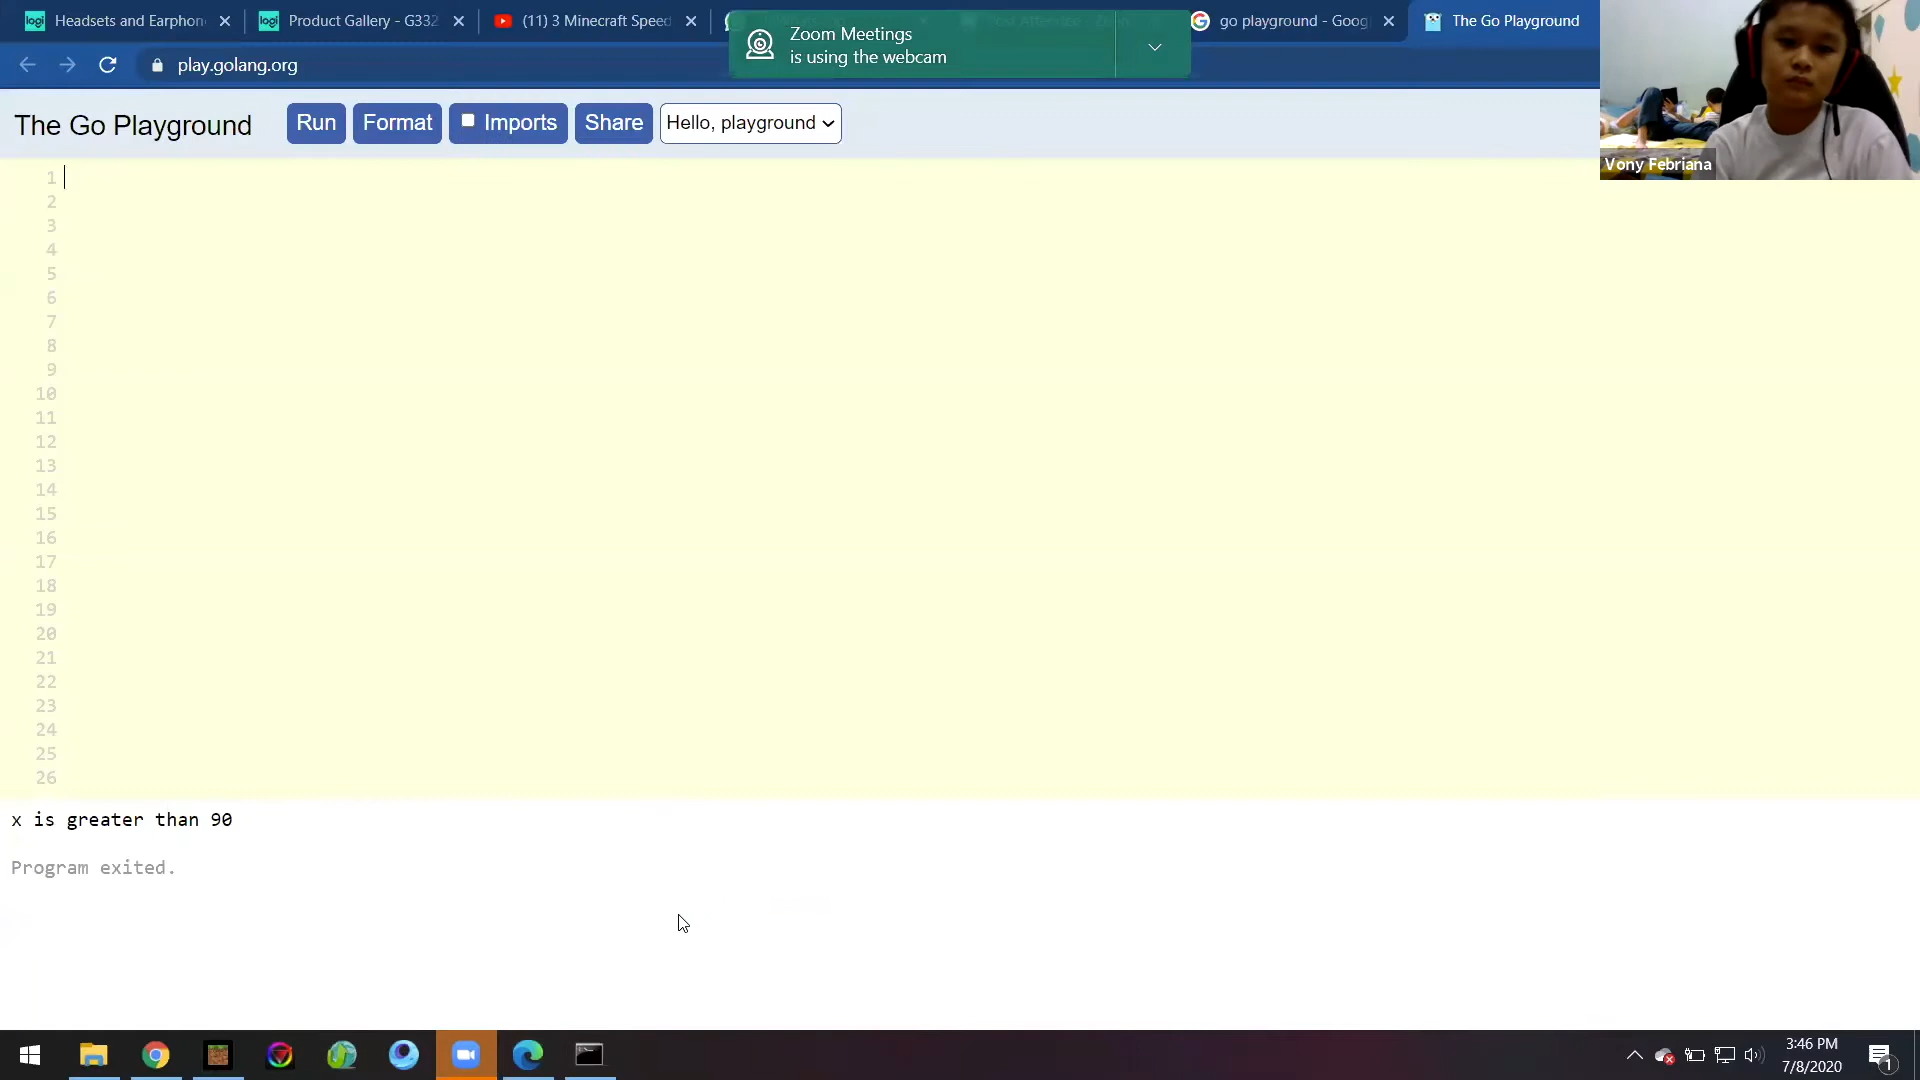 Headsets and Earphon
Product Gallery - G332
(11) 3 Minecraft Speed
go playground - Goog
The Go Playground
Zoom Meetings
is using the webcam
play.golang.org
The Go Playground
Run
Format
Imports
Share
Hello, playground
Vony Febriana
1
2
3
4
5
6
7
8
9
10
11
12
13
14
15
16
17
18
19
20
21
22
23
24
25
26
x is greater than 90
Program exited.
3:46 PM
7/8/2020
1